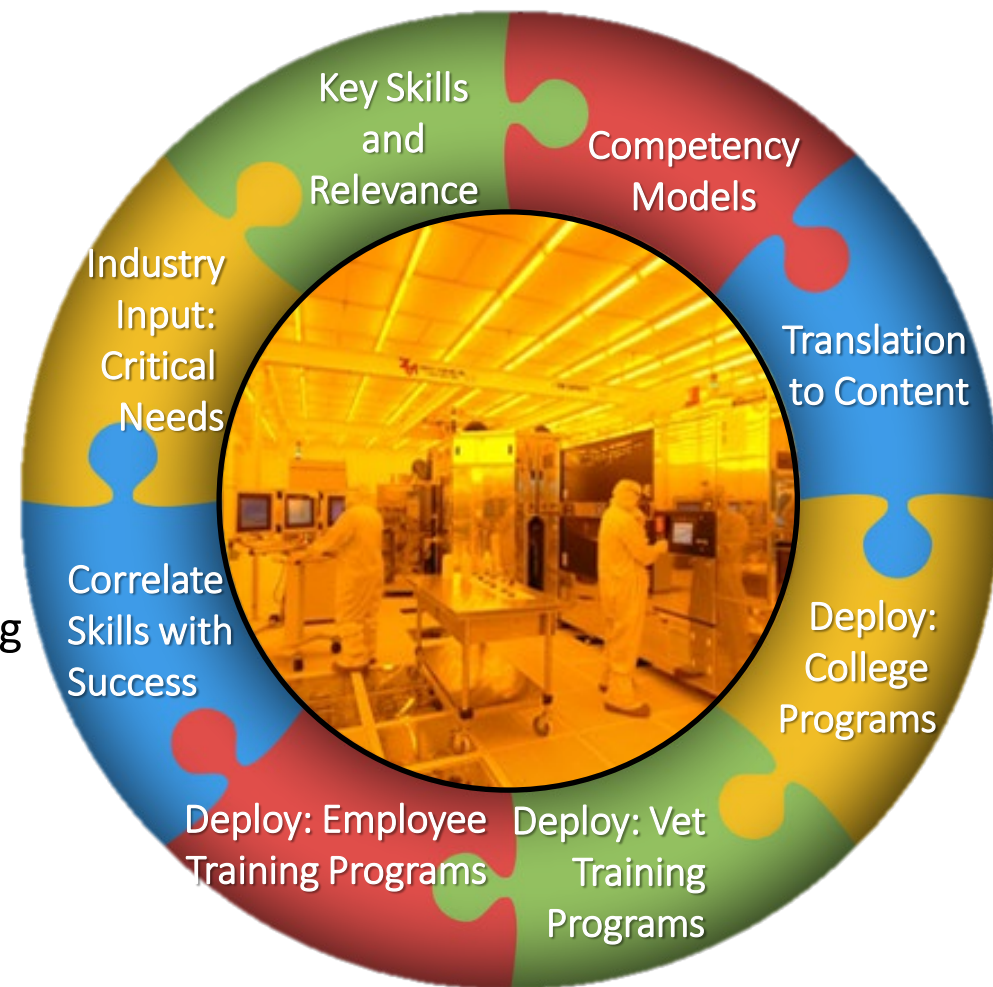 Key Skills
and
Relevance
Competency
Models
Translation
to Content
Deploy:
College
Programs
Deploy: Vet
Training
Programs
Deploy: Employee
Training Programs
Correlate
Skills with
Success
Industry
Input:
Critical
Needs
g